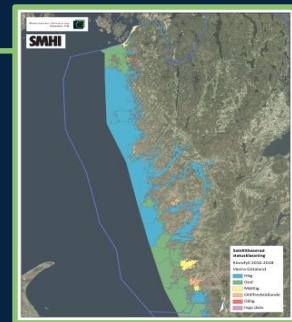 SMHI
Satellitbaserad
statusklassning
Klorofyll 2016-2018
Västra Götaland
Hög
God
Måttlig
Otillfredsställande
Dålig
Inga data